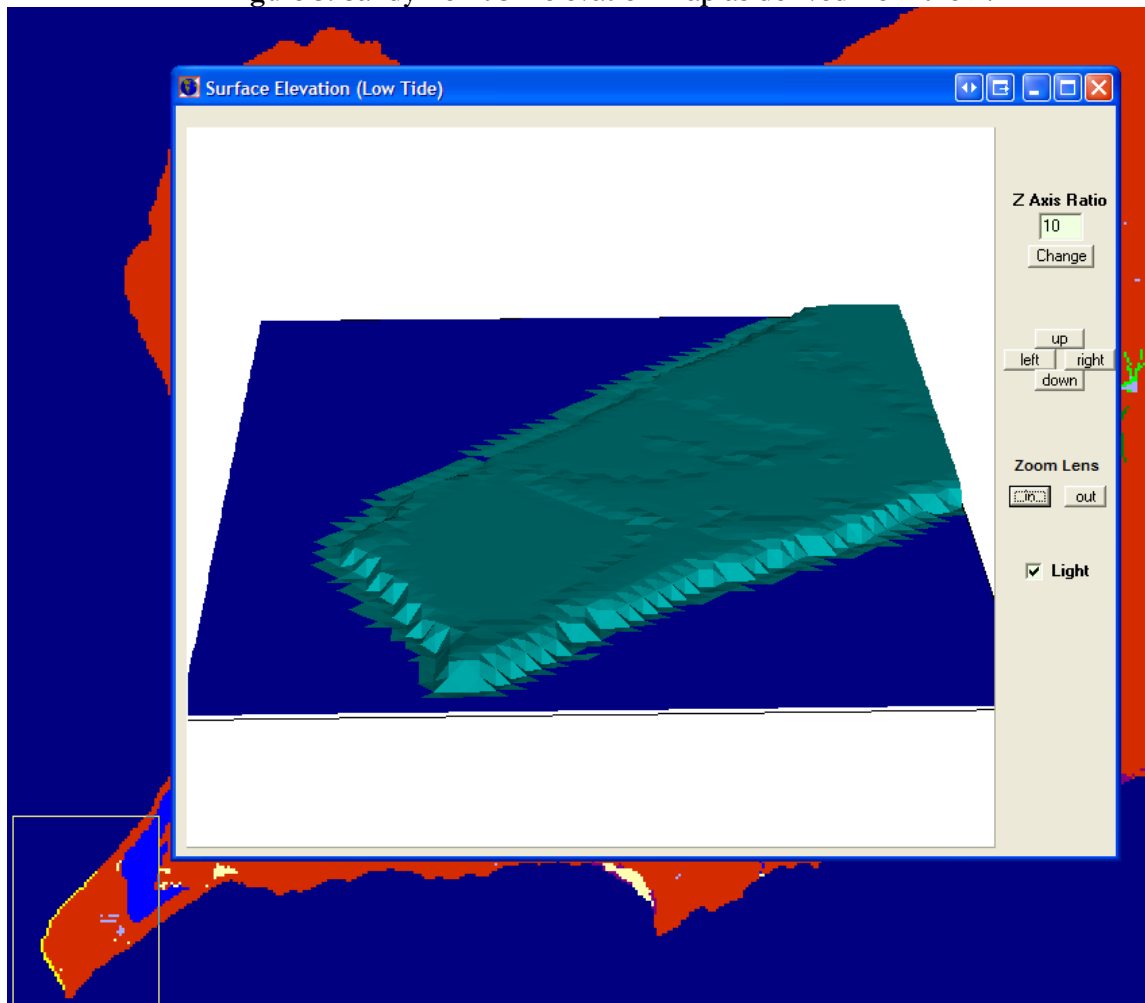 Surface Elevation (Low Tide)
Z Axis Ratio
10
Change
up
left right
down
Zoom Lens
in out
Light